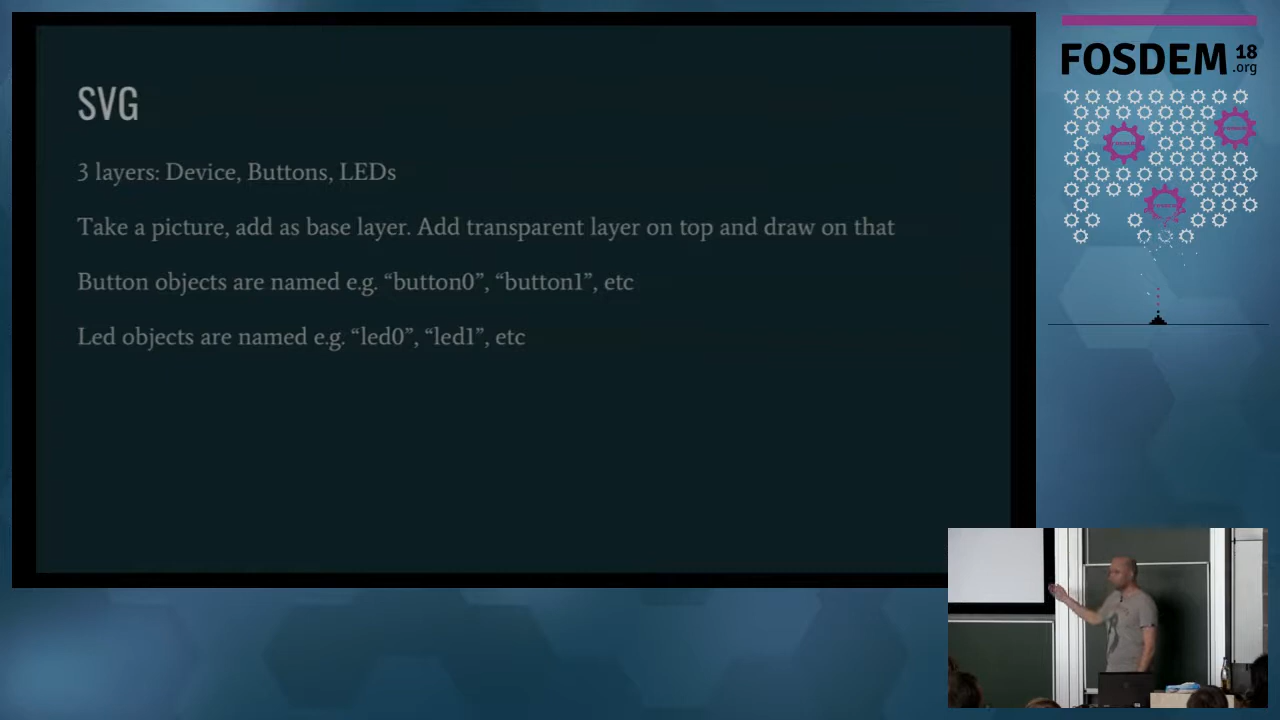 SVG
3 layers: Device, Buttons, LEDs
Take a picture, add as base layer. Add transparent layer on top and draw on that
Button objects are named e.g. “button0”, “button1”, etc
Led objects are named e.g. “led0”, “led1”, etc
FOSDEM 18
.org